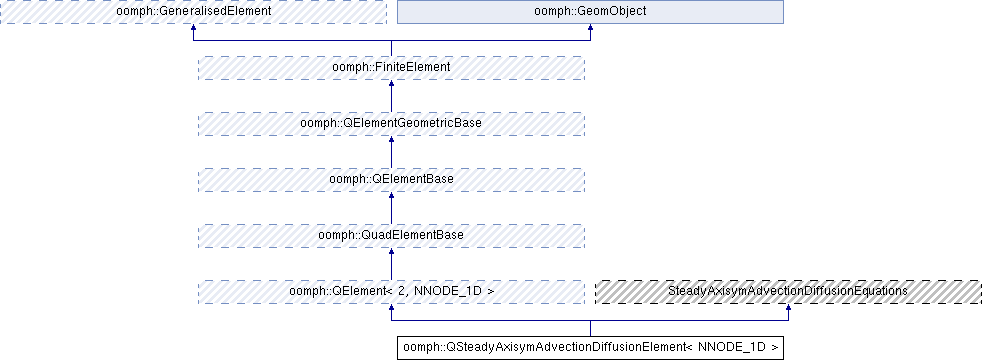 oomph::GeneralisedElement
oomph::GeomObject
oomph::FiniteElement
oomph::QElementGeometricBase
oomph::QElementBase
oomph::QuadElementBase
oomph::QElement< 2, NNODE_1D >
SteadyAxisymAdvectionDiffusionEquations
oomph::QSteadyAxisymAdvectionDiffusionElement< NNODE_1D >